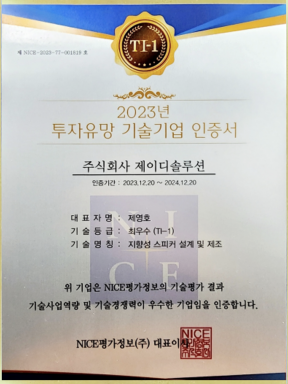 TI-1
제 NICE-2023-77-001818 호
2023년
투자유망 기술기업 인증서
주식회사 제이디솔루션
인증기간 : 2023.12.20 ~ 2024.12.20
대 표 자 명 : 제영호
기 술 등 급 : 최우수 (TI-1)
기 술 명 칭 : 지향성 스피커 설계 및 제조
NICE
위 기업은 NICE평가정보의 기술평가 결과
기술사업역량 및 기술경쟁력이 우수한 기업임을 인증합니다.
NICE평가정보(주) 대표이사